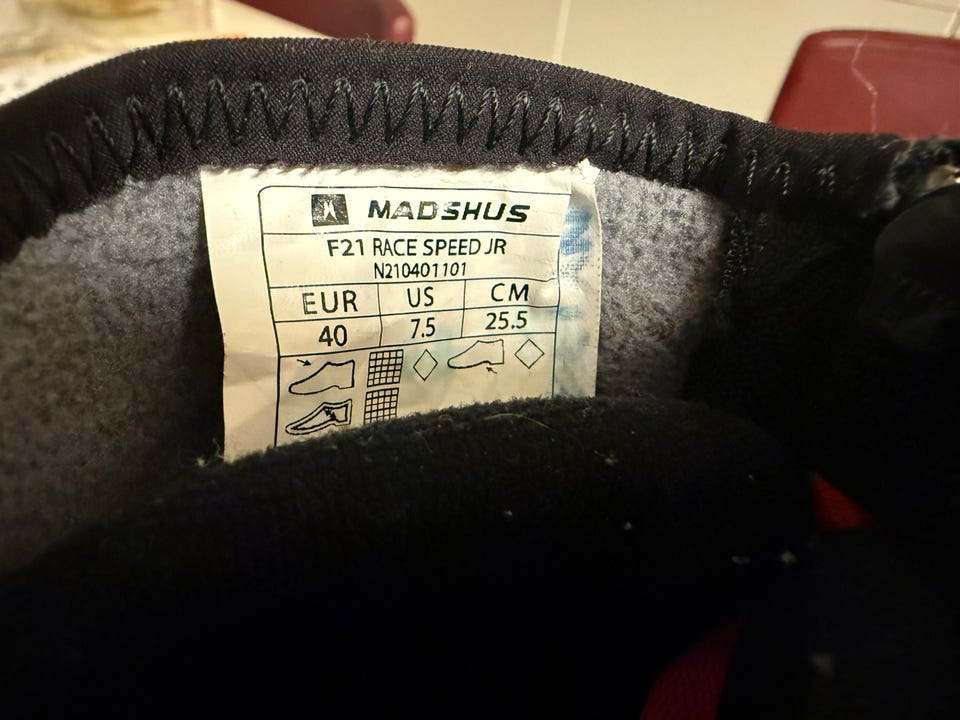 MADSHUS
F21 RACE SPEED JR
N210401101
EUR US CM
40 7.5 25.5